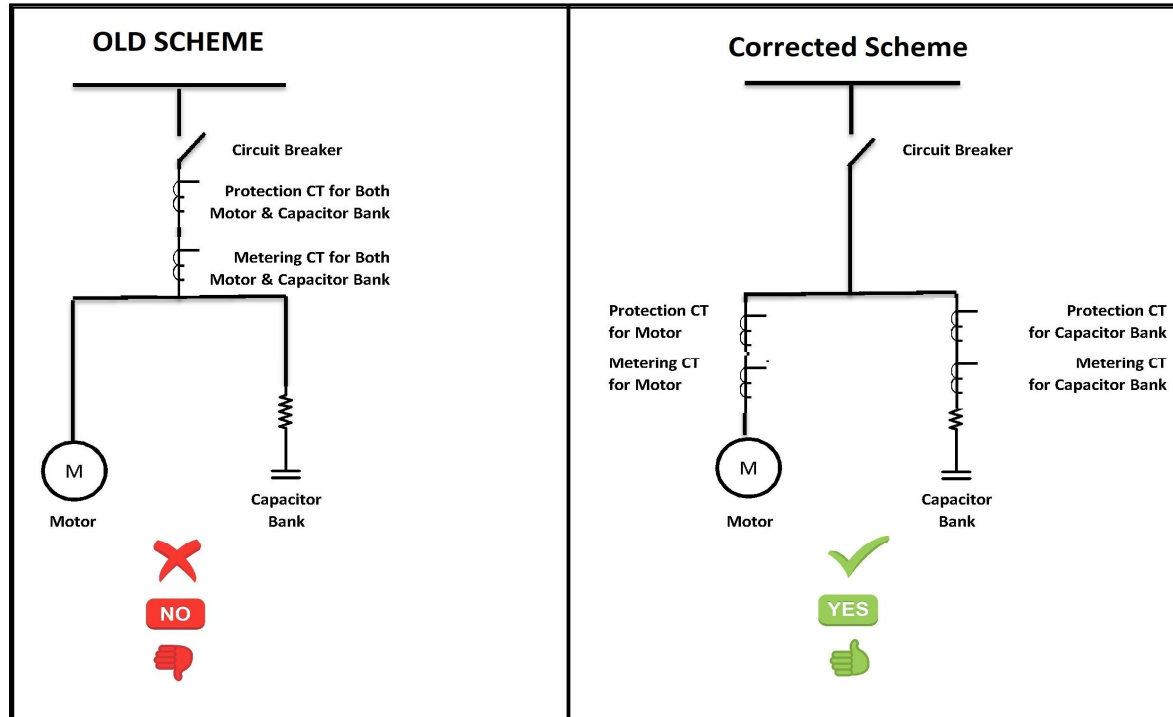 OLD SCHEME
Circuit Breaker
Protection CT for Both
Motor & Capacitor Bank
Metering CT for Both
Motor & Capacitor Bank
M
Motor
Capacitor
Bank
NO
Corrected Scheme
Circuit Breaker
Protection CT
for Motor
Metering CT
for Motor
Protection CT
for Capacitor Bank
Metering CT
for Capacitor Bank
M
Motor
Capacitor
Bank
YES